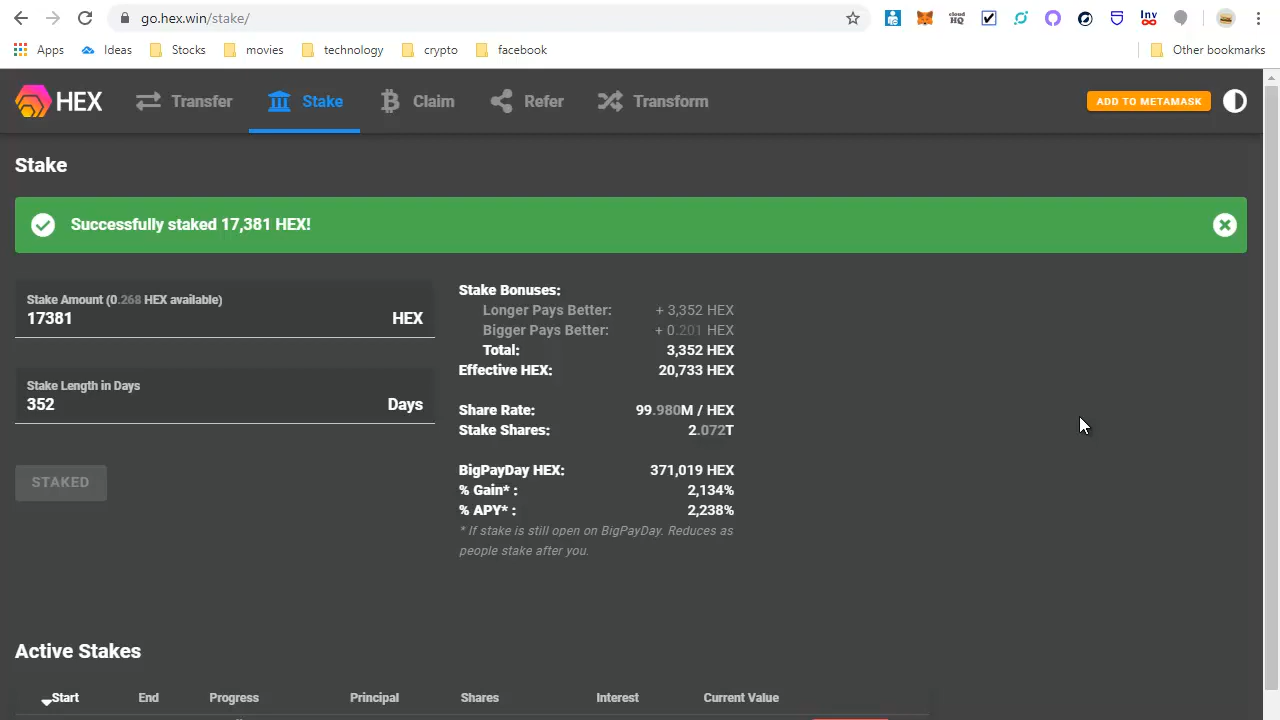 go.hex.win/stake/
cloud HQ
Inv
Apps Ideas Stocks movies technology crypto facebook Other bookmarks
HEX Transfer Stake Claim Refer Transform ADD TO METAMASK
Stake
Successfully staked 17,381 HEX!
Stake Amount (0.268 HEX available)
17381 HEX
Stake Length in Days
352 Days
STAKED
Stake Bonuses:
Longer Pays Better: + 3,352 HEX
Bigger Pays Better: + 0.201 HEX
Total: 3,352 HEX
Effective HEX: 20,733 HEX
Share Rate: 99.980M / HEX
Stake Shares: 2.072T
BigPayDay HEX: 371,019 HEX
% Gain* : 2,134%
% APY* : 2,238%
* If stake is still open on BigPayDay. Reduces as
people stake after you.
Active Stakes
Start End Progress Principal Shares Interest Current Value